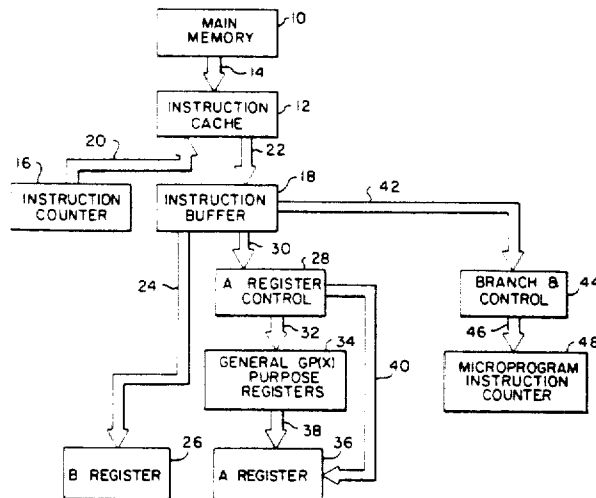 MAIN
MEMORY
10
14
INSTRUCTION
CACHE
12
20
22
16
INSTRUCTION
COUNTER
18
INSTRUCTION
BUFFER
42
30
24
28
A REGISTER
CONTROL
BRANCH &
CONTROL
44
32
46
34
GENERAL GP(X)
PURPOSE
REGISTERS
40
48
MICROPROGRAM
INSTRUCTION
COUNTER
38
26
36
B REGISTER
A REGISTER